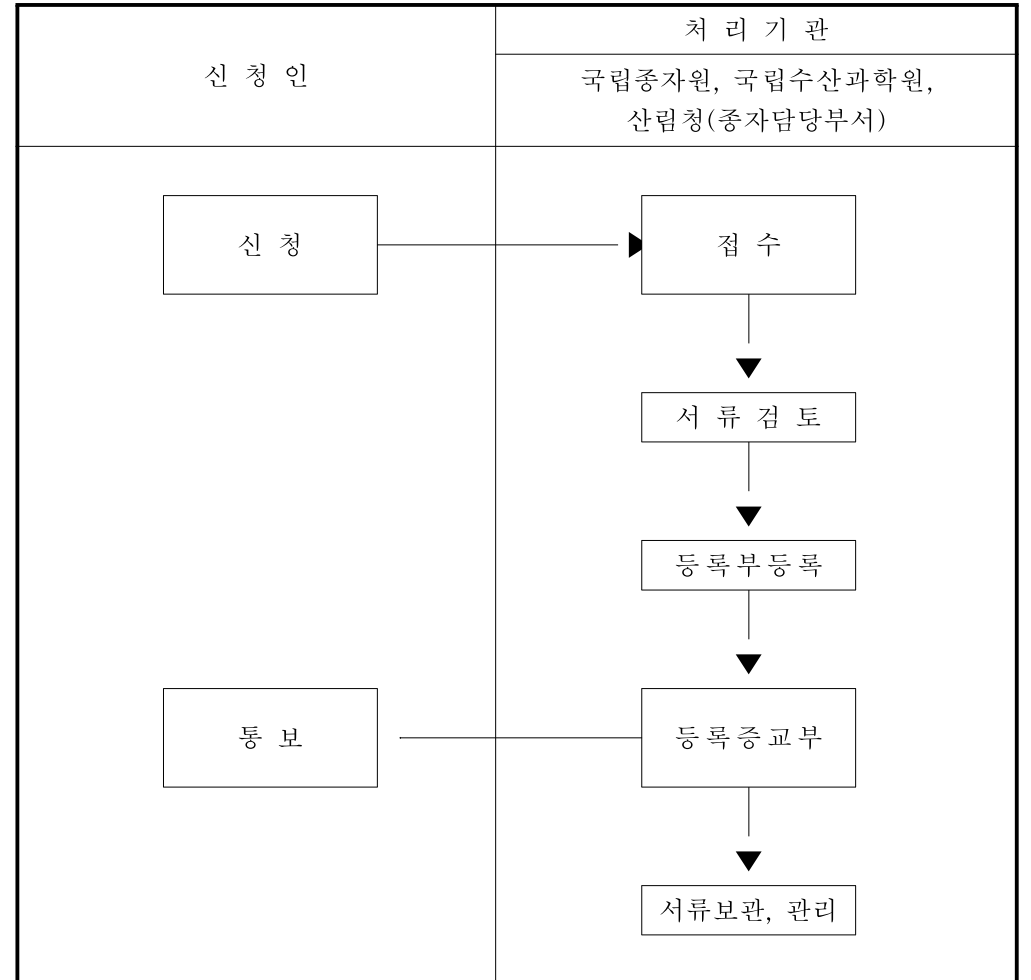 신 청 인
처 리 기 관
국립종자원, 국립수산과학원,
산림청(종자담당부서)
신 청
접 수
서 류 검 토
등록부등록
통 보
등록증교부
서류보관, 관리